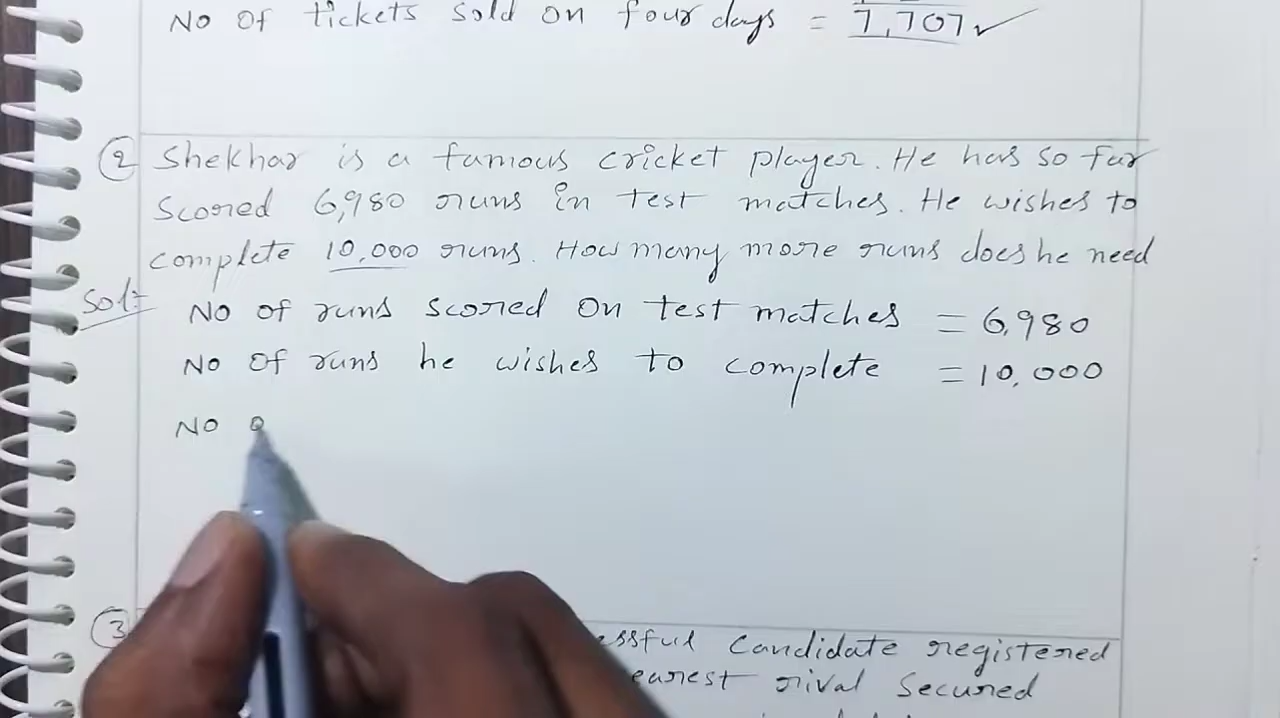 No of tickets sold on four days = 7,707 ✓
② Shekhar is a famous cricket player. He has so far
Scored 6,980 runs in test matches. He wishes to
complete 10,000 runs. How many more runs does he need
Sol:- No of runs scored on test matches = 6,980
No of runs he wishes to complete = 10,000
No o
③ candidate registered
rival secured